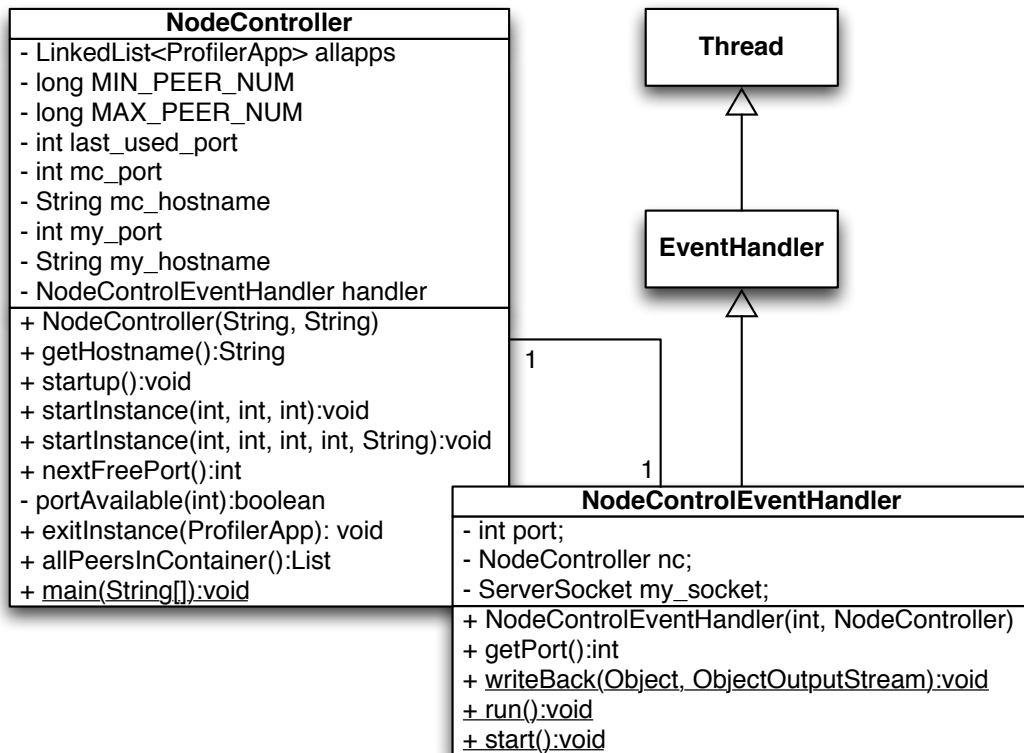 NodeController
- LinkedList<ProfilerApp> allapps
- long MIN_PEER_NUM
- long MAX_PEER_NUM
- int last_used_port
- int mc_port
- String mc_hostname
- int my_port
- String my_hostname
- NodeControlEventHandler handler
+ NodeController(String, String)
+ getHostname():String
+ startup():void
+ startInstance(int, int, int):void
+ startInstance(int, int, int, int, String):void
+ nextFreePort():int
- portAvailable(int):boolean
+ exitInstance(ProfilerApp): void
+ allPeersInContainer():List
+ main(String[]):void
Thread
EventHandler
1
1
NodeControlEventHandler
- int port;
- NodeController nc;
- ServerSocket my_socket;
+ NodeControlEventHandler(int, NodeController)
+ getPort():int
+ writeBack(Object, ObjectOutputStream):void
+ run():void
+ start():void